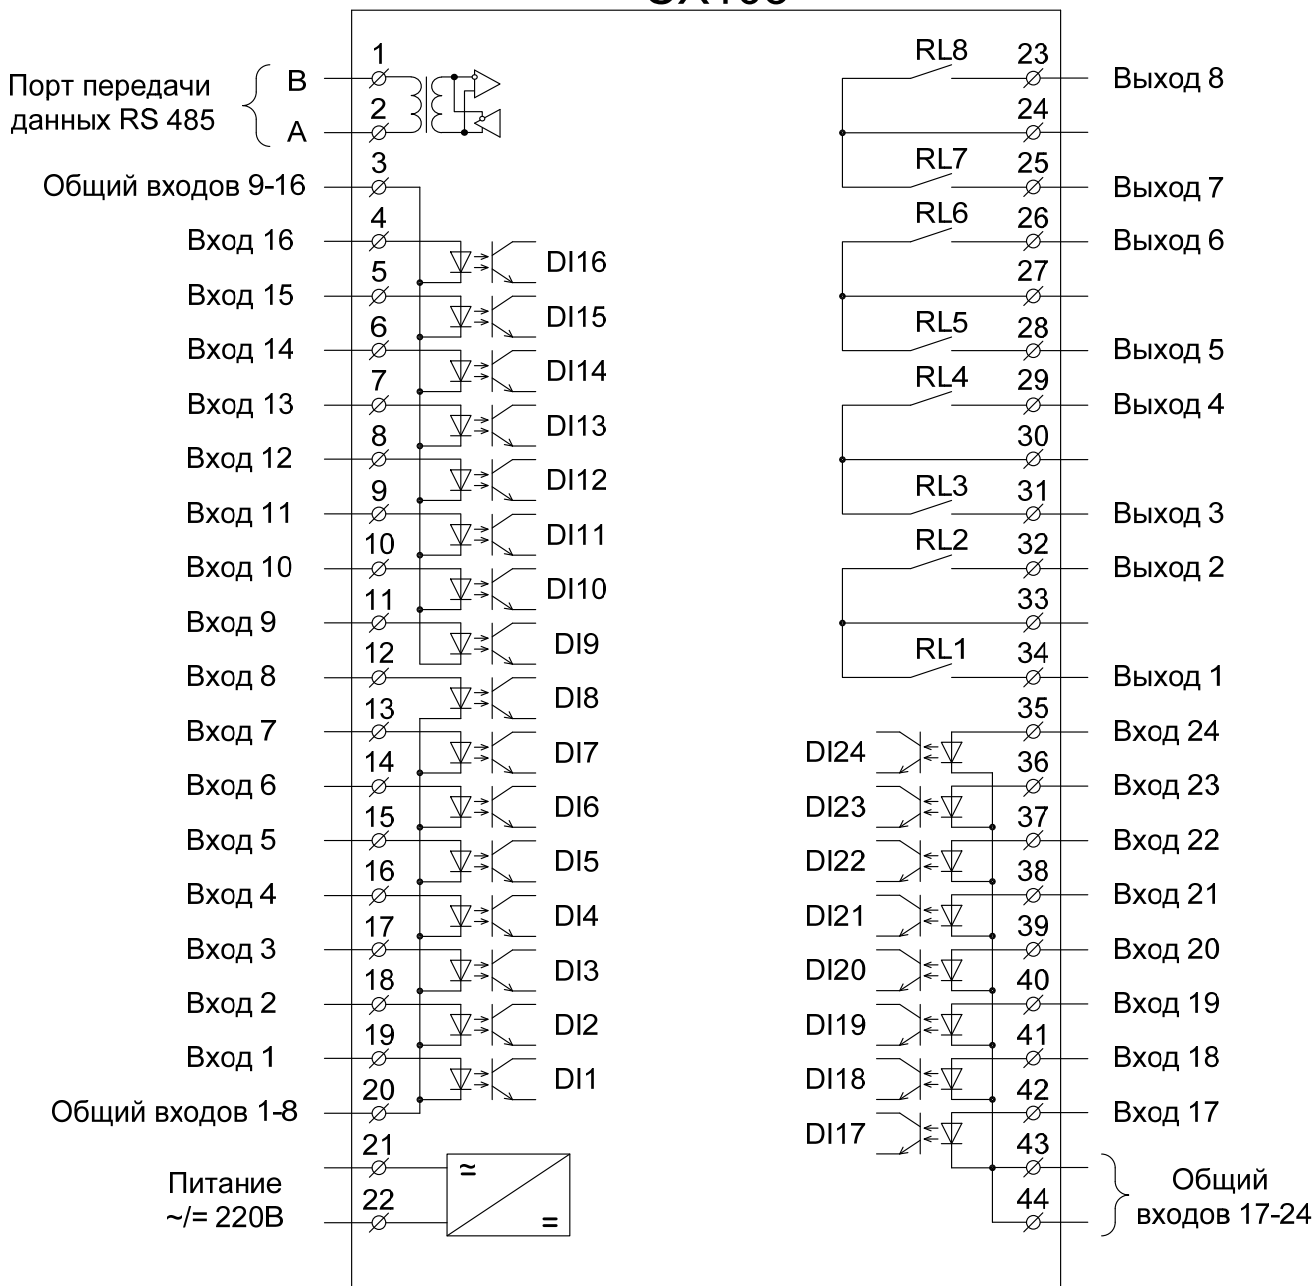 1
Порт передачи
данных RS 485
B
2
A
3
Общий входов 9-16
4
Вход 16
DI16
5
Вход 15
DI15
6
Вход 14
DI14
7
Вход 13
DI13
8
Вход 12
DI12
9
Вход 11
DI11
10
Вход 10
DI10
11
Вход 9
DI9
12
Вход 8
DI8
13
Вход 7
DI7
14
Вход 6
DI6
15
Вход 5
DI5
16
Вход 4
DI4
17
Вход 3
DI3
18
Вход 2
DI2
19
Вход 1
DI1
20
Общий входов 1-8
21
22
Питание
~/= 220В
≃
=
RL8
23
Выход 8
24
RL7
25
Выход 7
RL6
26
Выход 6
27
RL5
28
Выход 5
RL4
29
Выход 4
30
RL3
31
Выход 3
RL2
32
Выход 2
33
RL1
34
Выход 1
35
Вход 24
DI24
36
Вход 23
DI23
37
Вход 22
DI22
38
Вход 21
DI21
39
Вход 20
DI20
40
Вход 19
DI19
41
Вход 18
DI18
42
Вход 17
DI17
43
44
Общий
входов 17-24